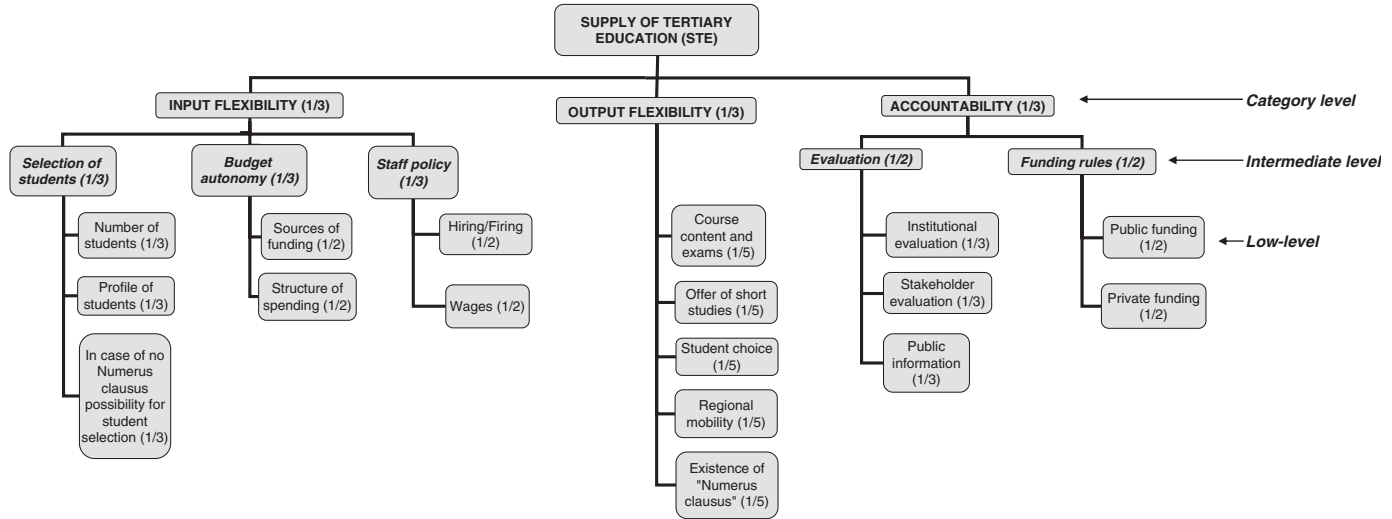 SUPPLY OF TERTIARY
EDUCATION (STE)
INPUT FLEXIBILITY (1/3)
OUTPUT FLEXIBILITY (1/3)
ACCOUNTABILITY (1/3)
Category level
Selection of
students (1/3)
Budget
autonomy (1/3)
Staff policy
(1/3)
Evaluation (1/2)
Funding rules (1/2)
Intermediate level
Number of
students (1/3)
Profile of
students (1/3)
In case of no
Numerus
clausus
possibility for
student
selection (1/3)
Sources of
funding (1/2)
Structure of
spending (1/2)
Hiring/Firing
(1/2)
Wages (1/2)
Course
content and
exams (1/5)
Offer of short
studies (1/5)
Student choice
(1/5)
Regional
mobility (1/5)
Existence of
"Numerus
clausus" (1/5)
Institutional
evaluation (1/3)
Stakeholder
evaluation (1/3)
Public
information
(1/3)
Public funding
(1/2)
Private funding
(1/2)
Low-level